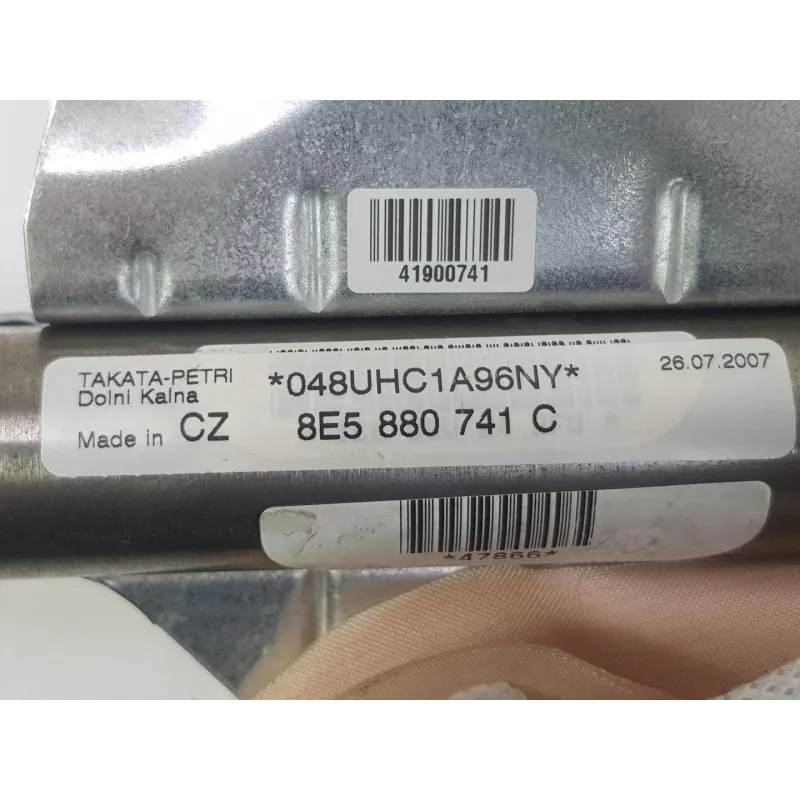 41900741
TAKATA-PETRI
Dolni Kalna
Made in CZ
*048UHC1A96NY*
8E5 880 741 C
26.07.2007
*47866*